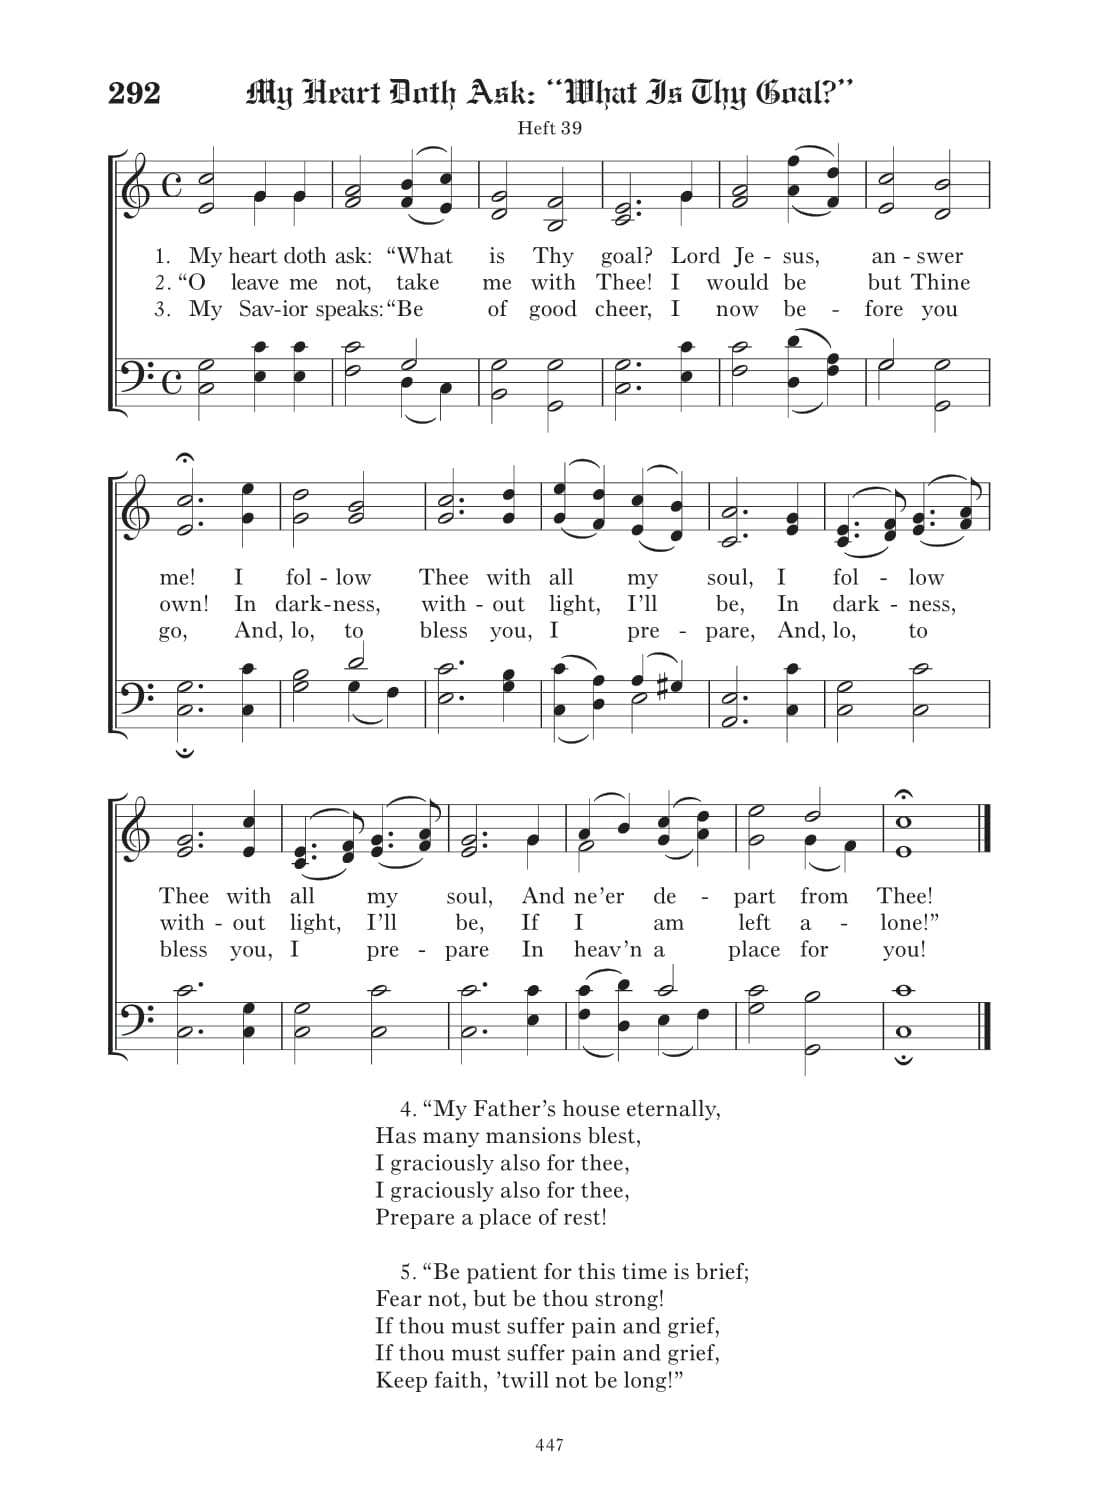 292 My Heart Doth Ask: “What Is Thy Goal?”
Heft 39
1. My heart doth ask: “What is Thy goal? Lord Je - sus, an - swer
2. “O leave me not, take me with Thee! I would be but Thine
3. My Sav-ior speaks: “Be of good cheer, I now be - fore you
me! I fol - low Thee with all my soul, I fol - low
own! In dark-ness, with - out light, I’ll be, In dark - ness,
go, And, lo, to bless you, I pre - pare, And, lo, to
Thee with all my soul, And ne’er de - part from Thee!
with - out light, I’ll be, If I am left a - lone!”
bless you, I pre - pare In heav’n a place for you!
4. “My Father’s house eternally,
Has many mansions blest,
I graciously also for thee,
I graciously also for thee,
Prepare a place of rest!
5. “Be patient for this time is brief;
Fear not, but be thou strong!
If thou must suffer pain and grief,
If thou must suffer pain and grief,
Keep faith, ’twill not be long!”
447